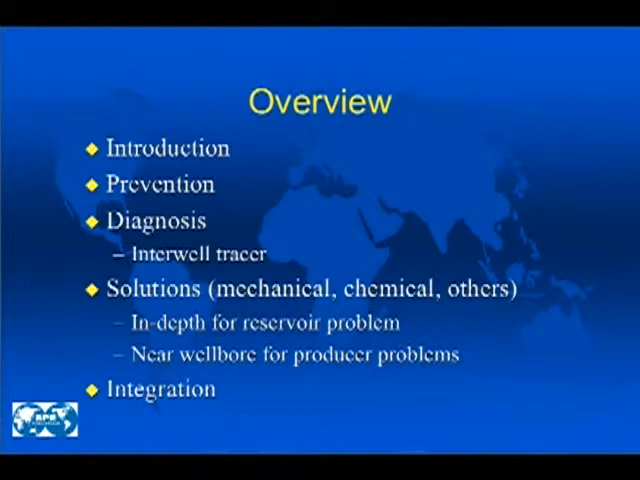 Overview
Introduction
Prevention
Diagnosis
– Interwell tracer
Solutions (mechanical, chemical, others)
– In-depth for reservoir problem
– Near wellbore for producer problems
Integration